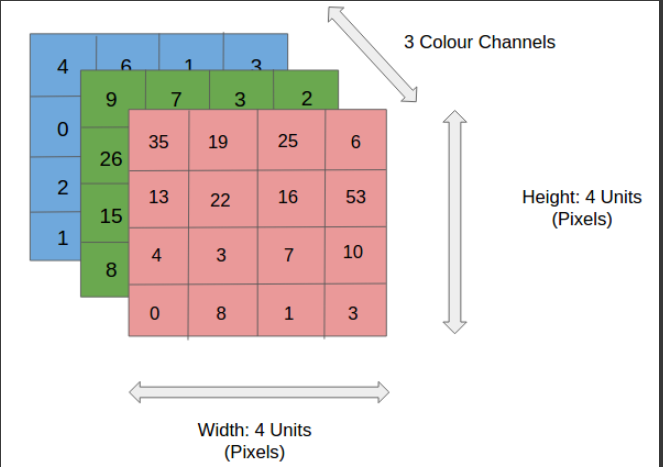 3 Colour Channels
4 6 1 3
9 7 3 2
0
26
35 19 25 6
2
15
13 22 16 53
1
8
4 3 7 10
0 8 1 3
Height: 4 Units
(Pixels)
Width: 4 Units
(Pixels)